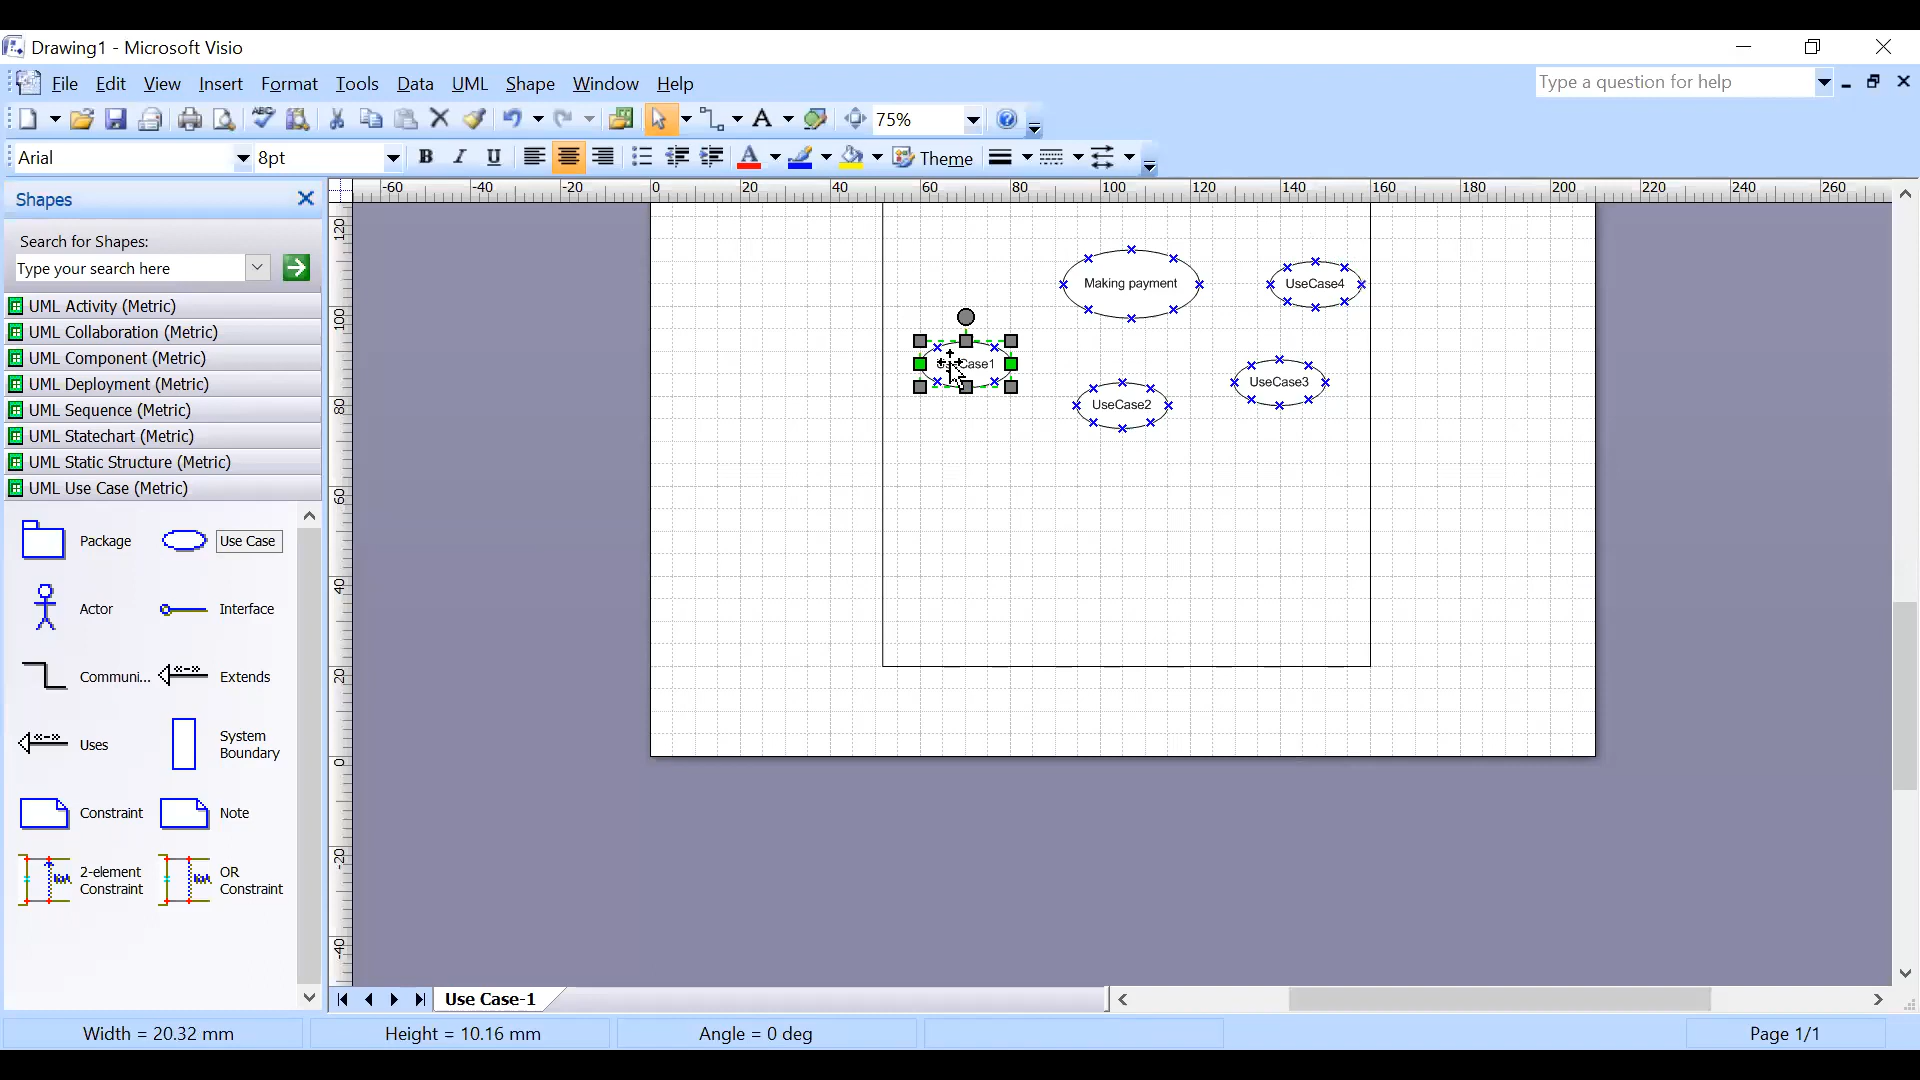 Drawing1 - Microsoft Visio
File Edit View Insert Format Tools Data UML Shape Window Help
Type a question for help
75%
Arial 8pt B I U Theme
Shapes
Search for Shapes:
Type your search here
UML Activity (Metric)
UML Collaboration (Metric)
UML Component (Metric)
UML Deployment (Metric)
UML Sequence (Metric)
UML Statechart (Metric)
UML Static Structure (Metric)
UML Use Case (Metric)
Package Use Case
Actor Interface
Communi... Extends
Uses System Boundary
Constraint Note
2-element Constraint OR Constraint
-60 -40 -20 0 20 40 60 80 100 120 140 160 180 200 220 240 260
120
100
80
60
40
20
0
-20
-40
Making payment
UseCase4
UseCase3
UseCase2
Use Case-1
Width = 20.32 mm Height = 10.16 mm Angle = 0 deg Page 1/1